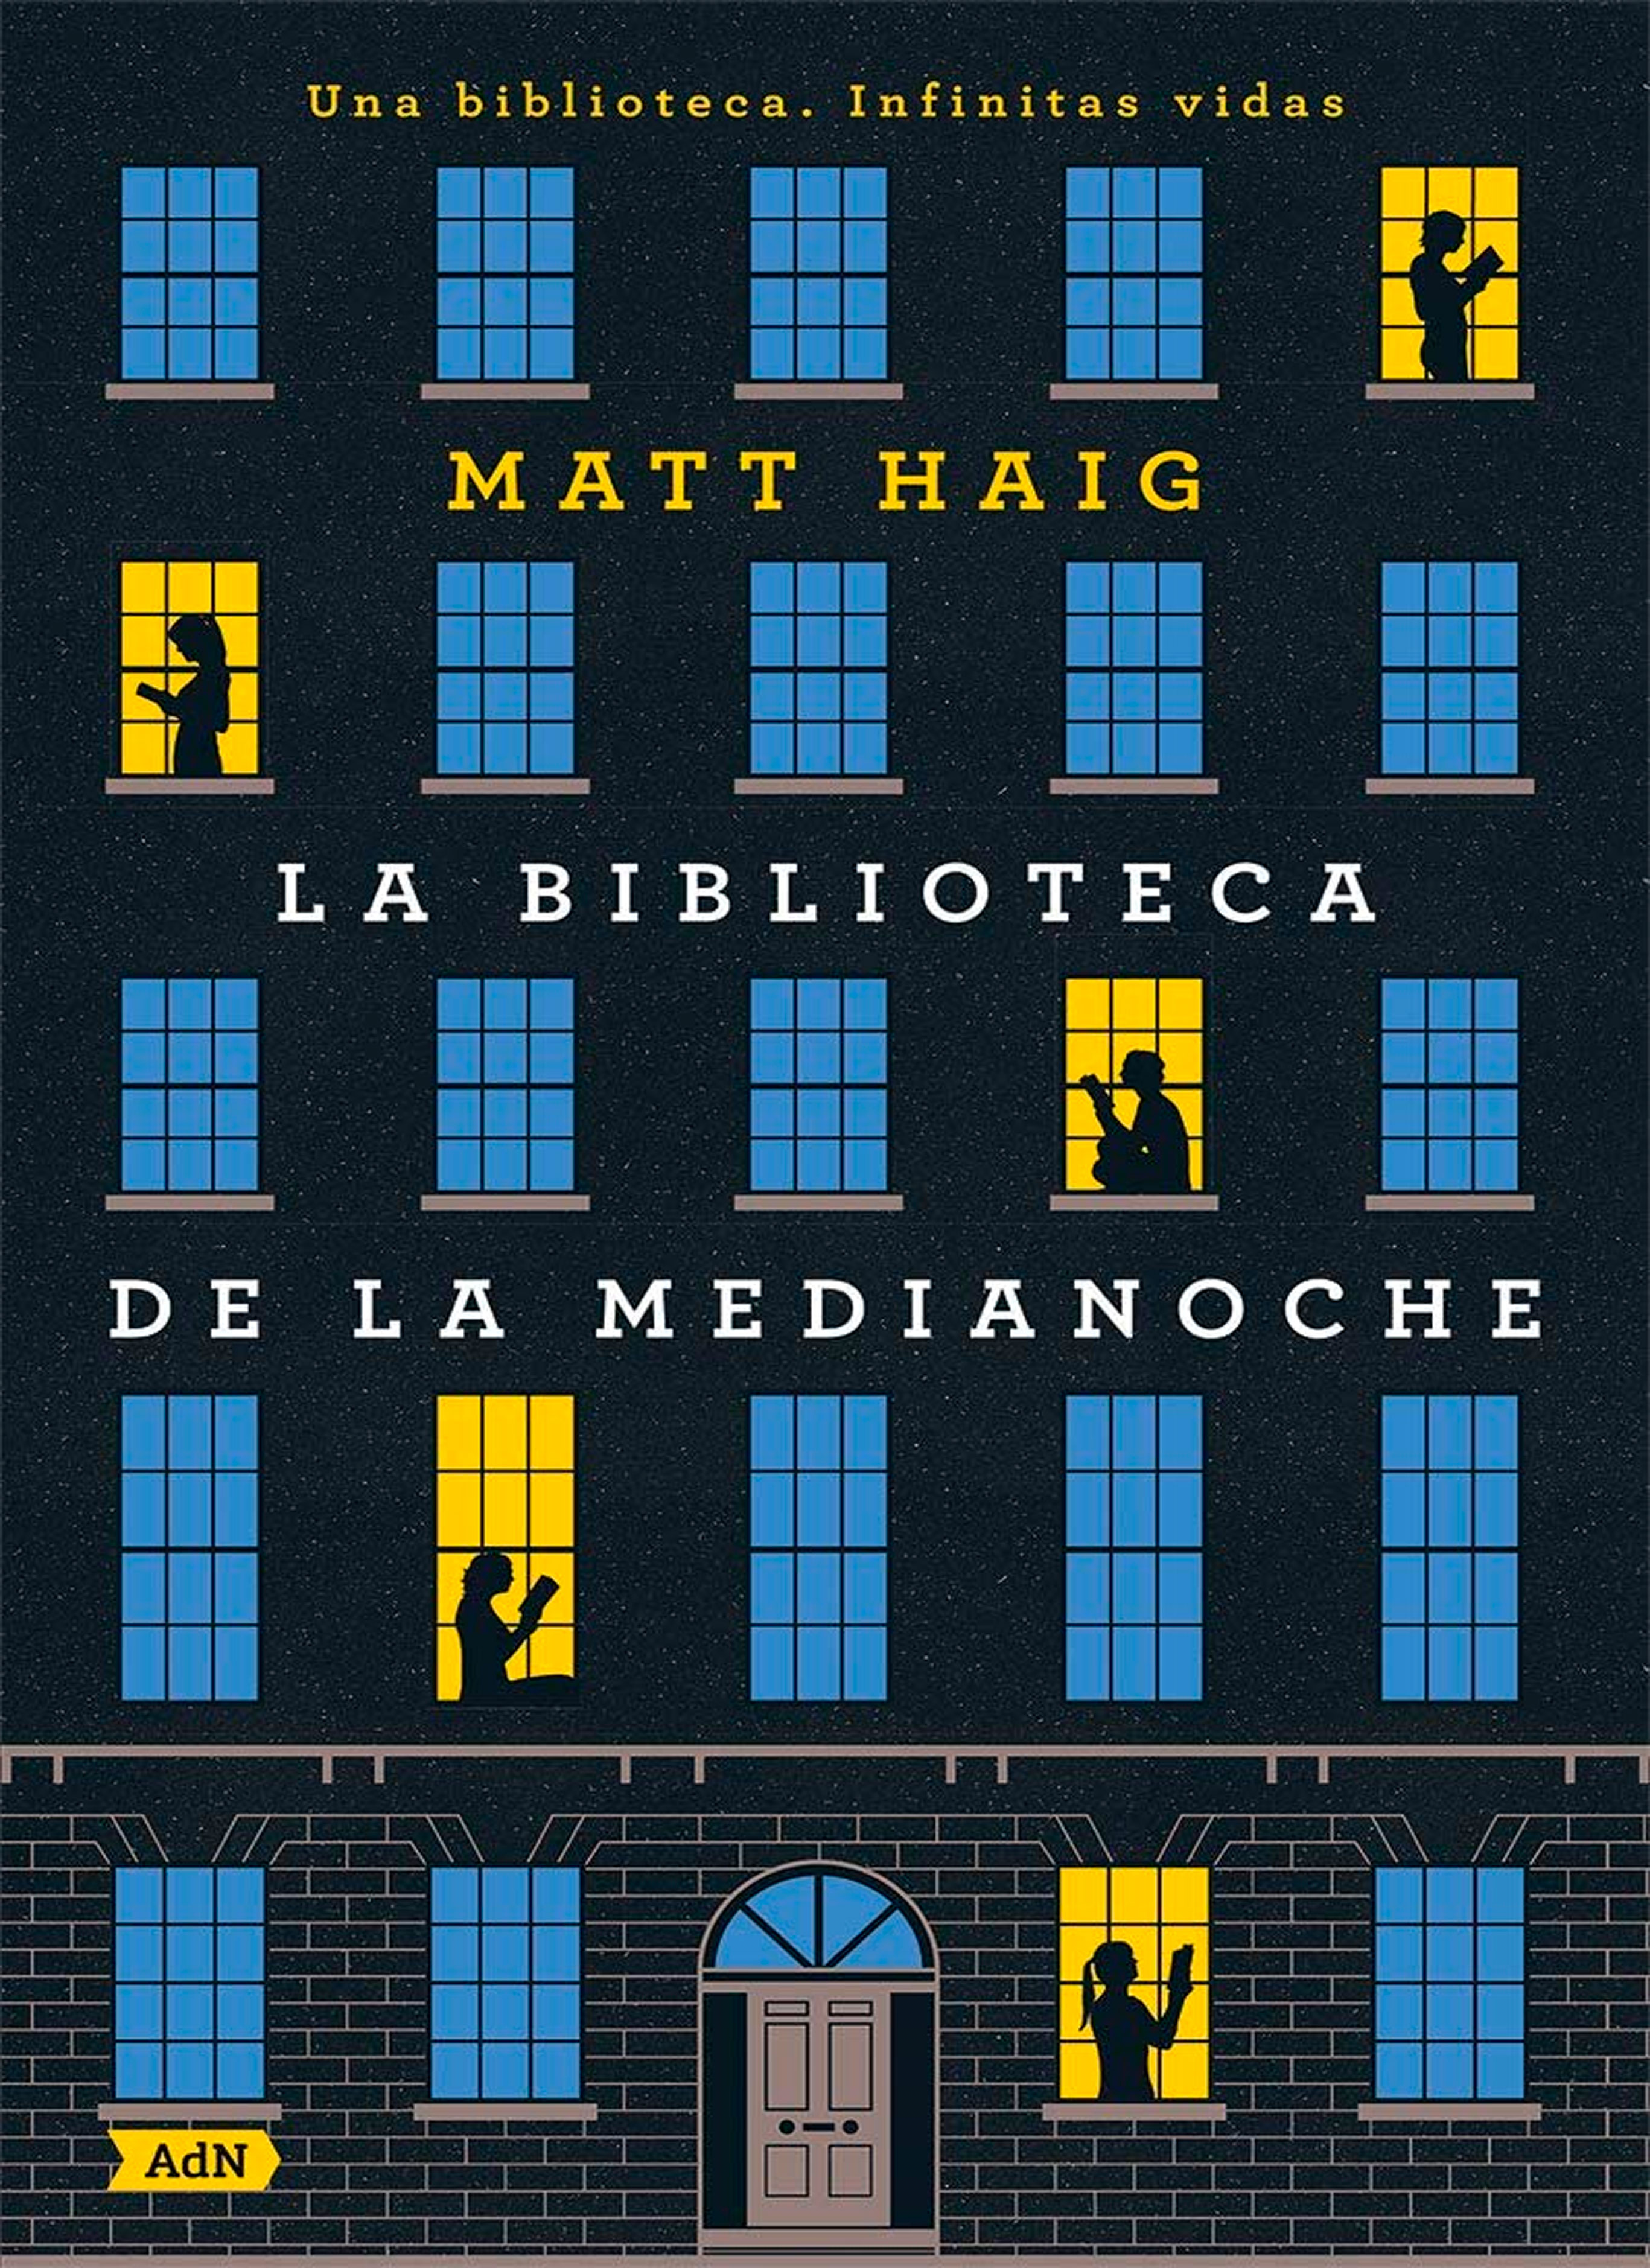 Una biblioteca. Infinitas vidas
MATT HAIG
LA BIBLIOTECA
DE LA MEDIANOCHE
AdN